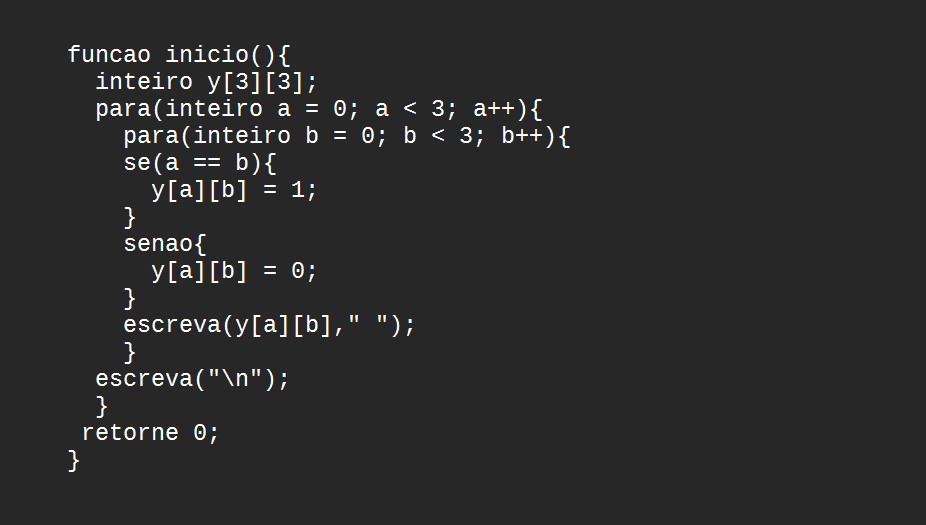 funcao inicio(){
  inteiro y[3][3];
  para(inteiro a = 0; a < 3; a++){
    para(inteiro b = 0; b < 3; b++){
    se(a == b){
      y[a][b] = 1;
    }
    senao{
      y[a][b] = 0;
    }
    escreva(y[a][b]," ");
    }
  escreva("\n");
  }
 retorne 0;
}